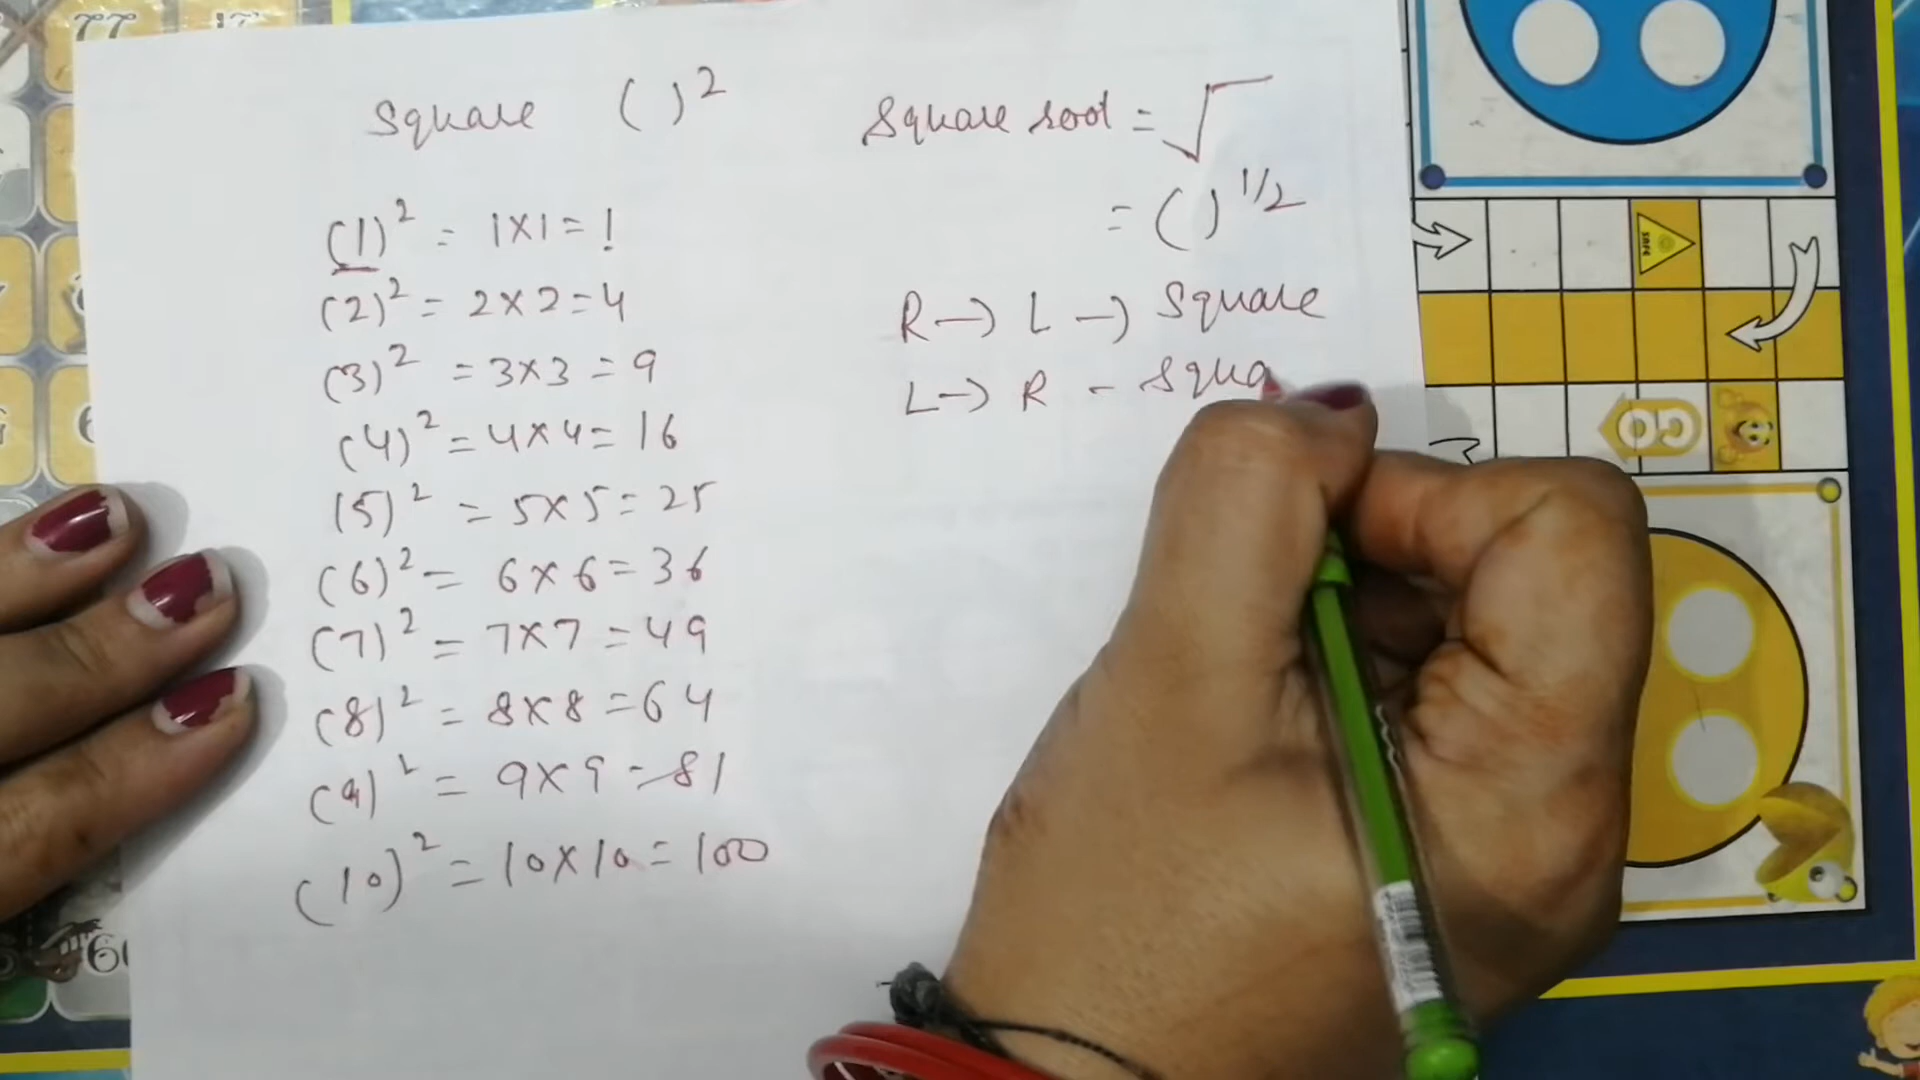 Square ( )²
(1)² = 1×1=1
(2)² = 2×2=4
(3)² = 3×3=9
(4)² = 4×4=16
(5)² = 5×5=25
(6)² = 6×6=36
(7)² = 7×7=49
(8)² = 8×8=64
(9)² = 9×9=81
(10)² = 10×10=100
Square root = √
= ( )^1/2
R → L → Square
L → R - Squa
77
SAFE
GO